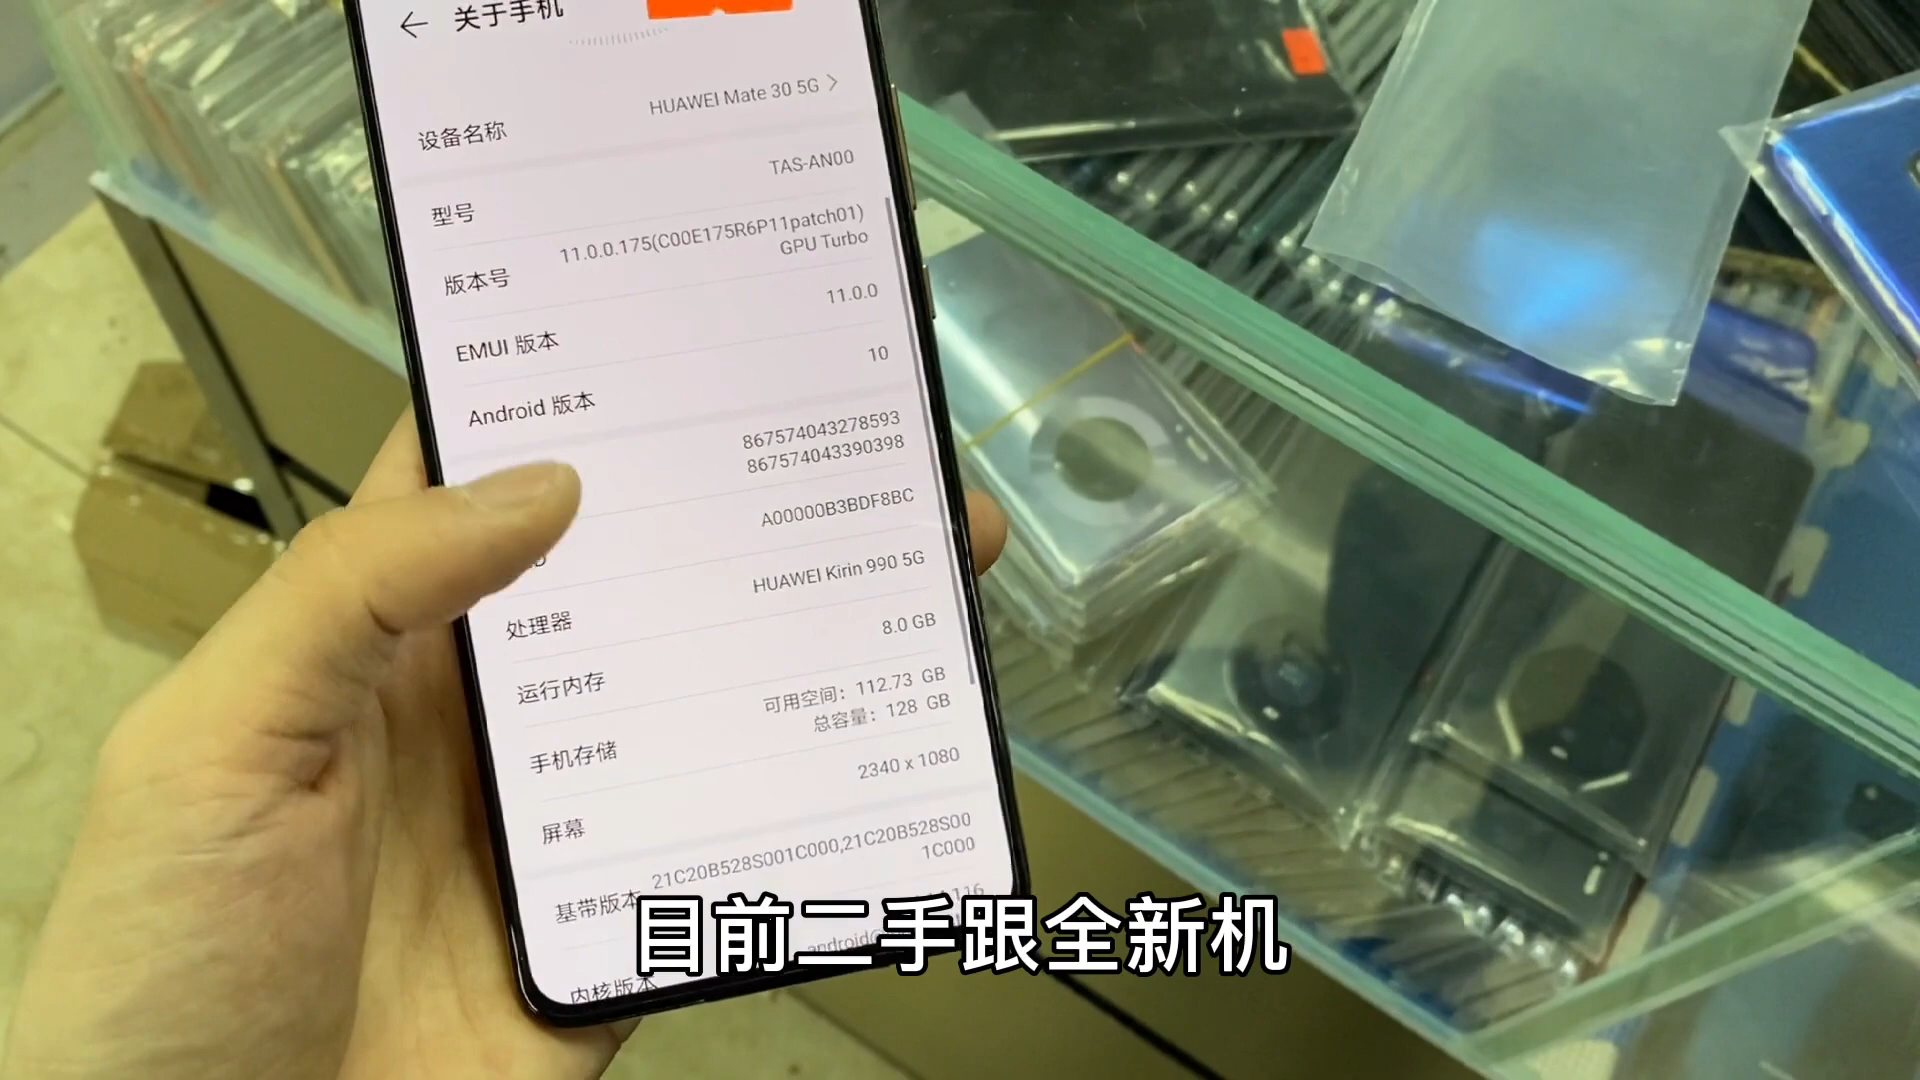 关于手机
设备名称
HUAWEI Mate 30 5G
型号
TAS-AN00
版本号
11.0.0.175(C00E175R6P11patch01)
GPU Turbo
EMUI 版本
11.0.0
Android 版本
10
867574043278593
867574043390398
A00000B3BDF8BC
处理器
HUAWEI Kirin 990 5G
运行内存
8.0 GB
手机存储
可用空间：112.73 GB
总容量：128 GB
屏幕
2340 x 1080
基带版本
21C20B528S001C000,21C20B528S00
1C000
内核版本
目前二手跟全新机